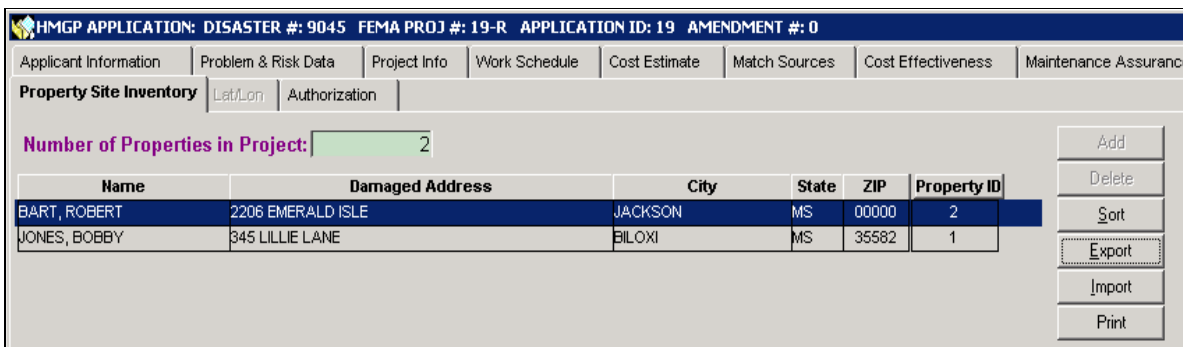 HMGP APPLICATION: DISASTER #: 9045 FEMA PROJ #: 19-R APPLICATION ID: 19 AMENDMENT #: 0
Applicant Information Problem & Risk Data Project Info Work Schedule Cost Estimate Match Sources Cost Effectiveness Maintenance Assuranc
Property Site Inventory Lat/Lon Authorization
Number of Properties in Project: 2
Add
Name Damaged Address City State ZIP Property ID
Delete
BART, ROBERT 2206 EMERALD ISLE JACKSON MS 00000 2
Sort
JONES, BOBBY 345 LILLIE LANE BILOXI MS 35582 1
Export
Import
Print